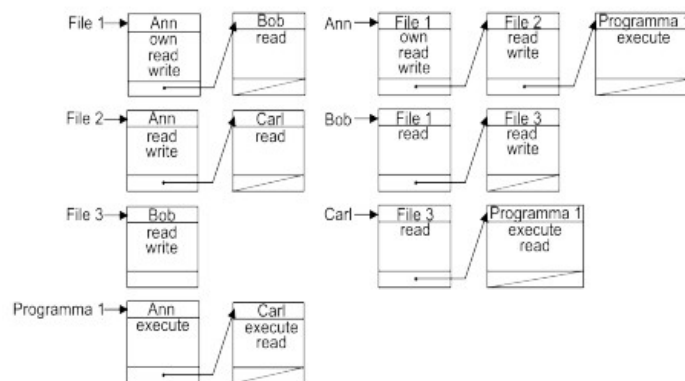 File 1
Ann
own
read
write
Bob
read
File 2
Ann
read
write
Carl
read
File 3
Bob
read
write
Programma 1
Ann
execute
Carl
execute
read
Ann
File 1
own
read
write
File 2
read
write
Programma 1
execute
Bob
File 1
read
File 3
read
write
Carl
File 3
read
Programma 1
execute
read